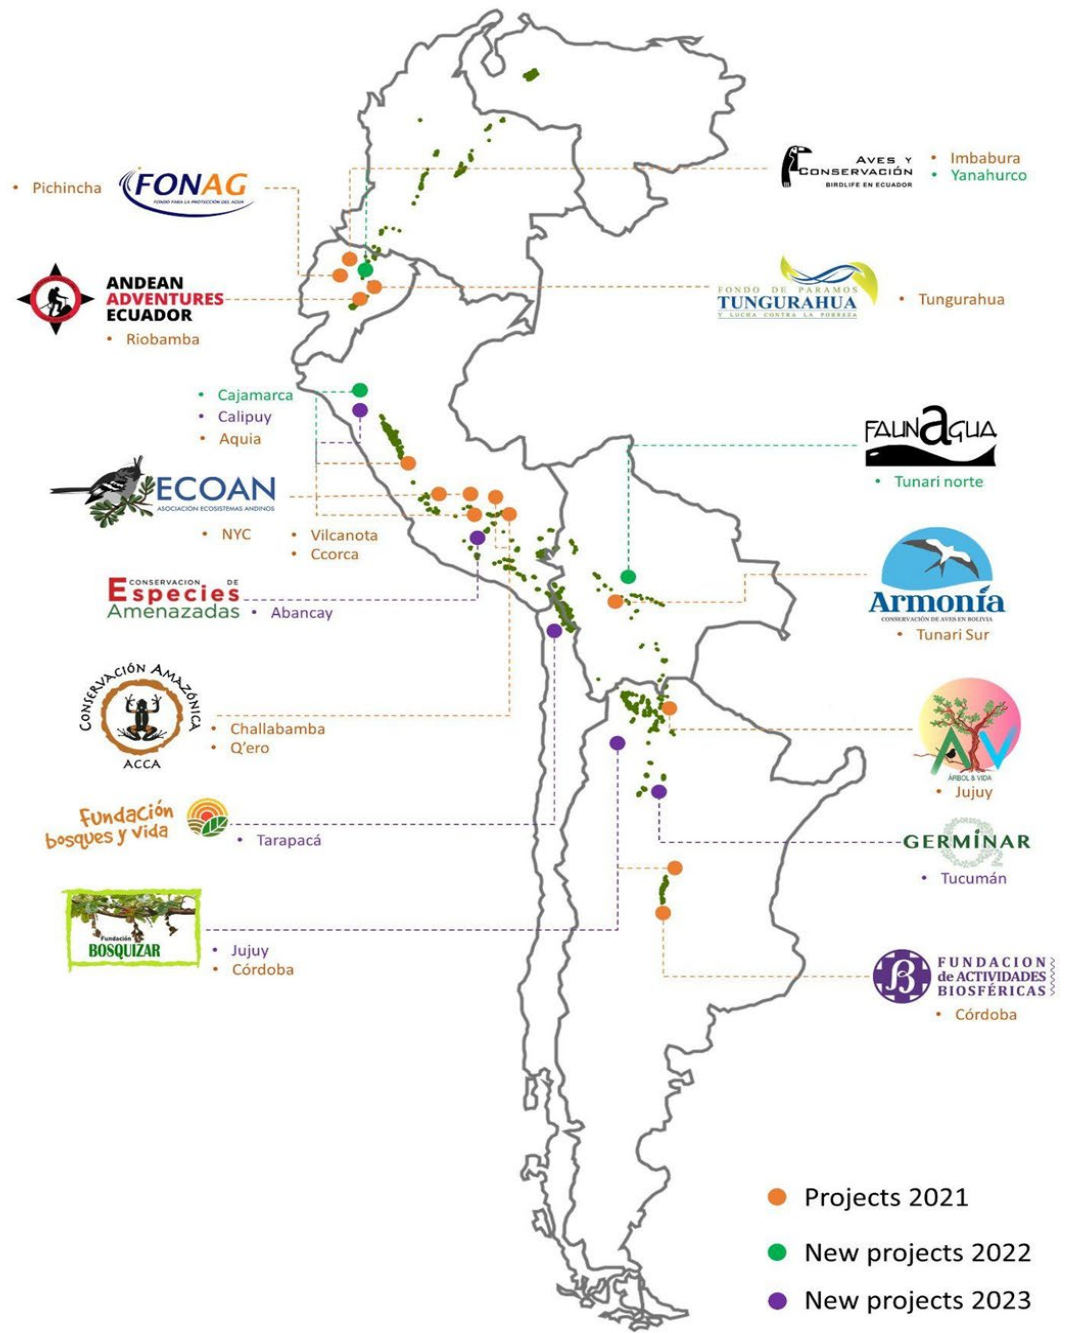 Pichincha
FONAG
FONDO PARA LA PROTECCIÓN DEL AGUA
AVES Y
CONSERVACIÓN
BIRDLIFE EN ECUADOR
Imbabura
Yanahurco
ANDEAN
ADVENTURES
ECUADOR
Riobamba
FONDO DE PARAMOS
TUNGURAHUA
Y LUCHA CONTRA LA POBREZA
Tungurahua
Cajamarca
Calipuy
Aquia
FAUNAGUA
Tunari norte
ECOAN
ASOCIACIÓN ECOSISTEMAS ANDINOS
NYC
Vilcanota
Ccorca
CONSERVACION DE
Especies
Amenazadas
Abancay
Armonía
CONSERVACIÓN DE AVES EN BOLIVIA
Tunari Sur
CONSERVACIÓN AMAZÓNICA
ACCA
Challabamba
Q'ero
AV
ÁRBOL & VIDA
Jujuy
Fundación
bosques y vida
Tarapacá
GERMINAR
O2
Tucumán
Fundación
BOSQUIZAR
Jujuy
Córdoba
B
FUNDACION
de ACTIVIDADES
BIOSFÉRICAS
Córdoba
Projects 2021
New projects 2022
New projects 2023